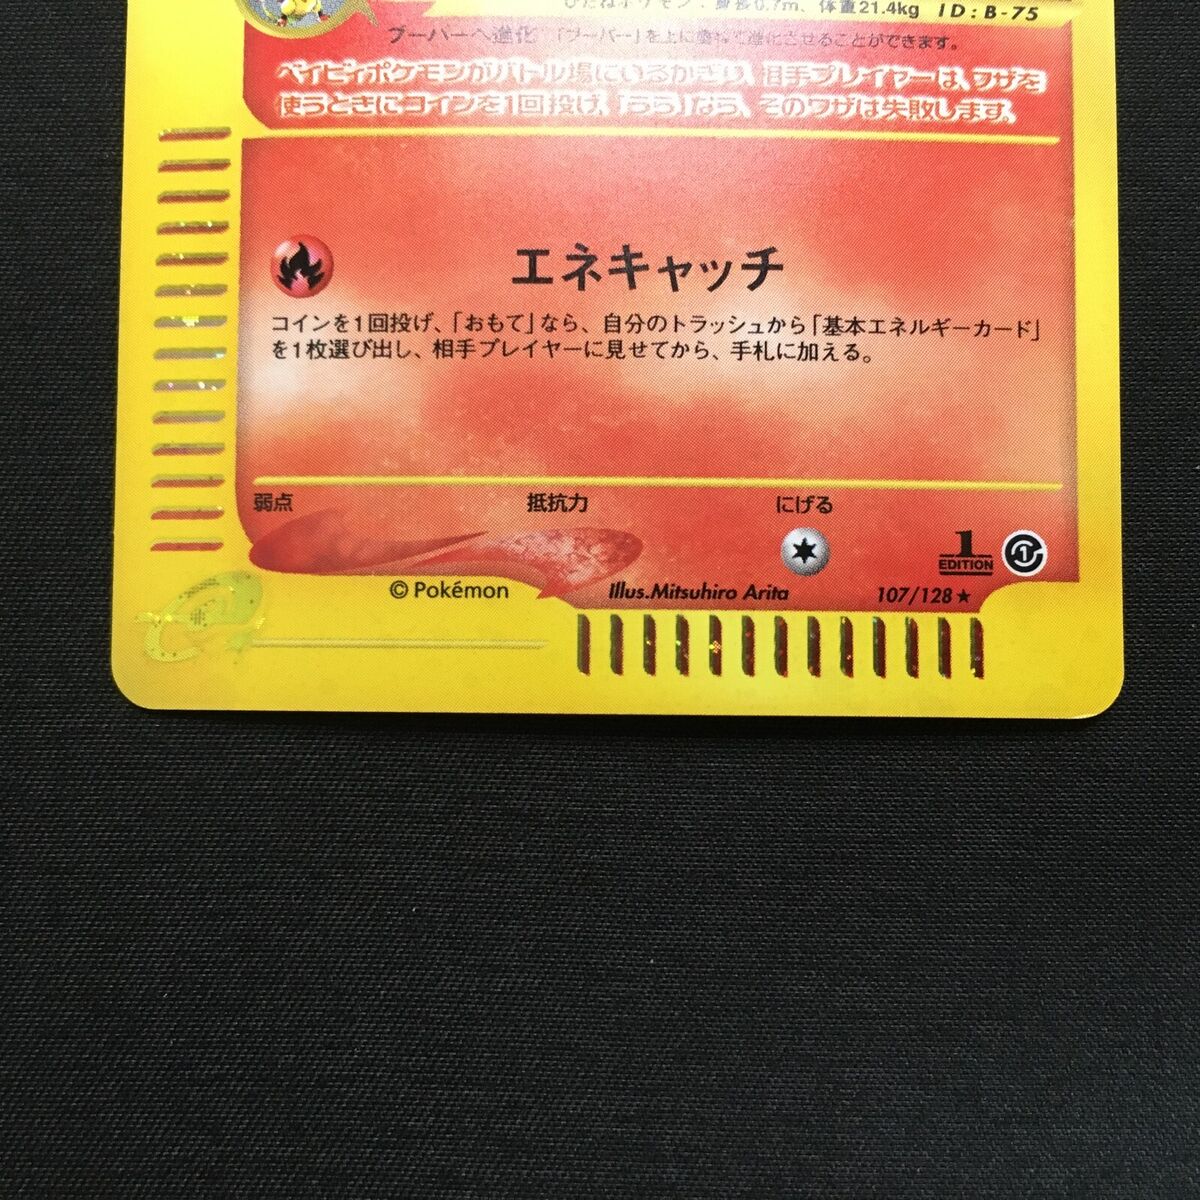 ひだねポケモン：身長0.7m、体重21.4kg ID：B-75
ブーバーへ進化 「ブーバー」を上に重ねて進化させることができます。
ベイビィポケモンがバトル場にいるかぎり、相手プレイヤーは、ワザを
使うときにコインを1回投げ、「うら」なら、そのワザは失敗します。
エネキャッチ
コインを1回投げ、「おもて」なら、自分のトラッシュから「基本エネルギーカード」
を1枚選び出し、相手プレイヤーに見せてから、手札に加える。
弱点 抵抗力 にげる
1
EDITION
1
© Pokémon Illus.Mitsuhiro Arita 107/128★
e